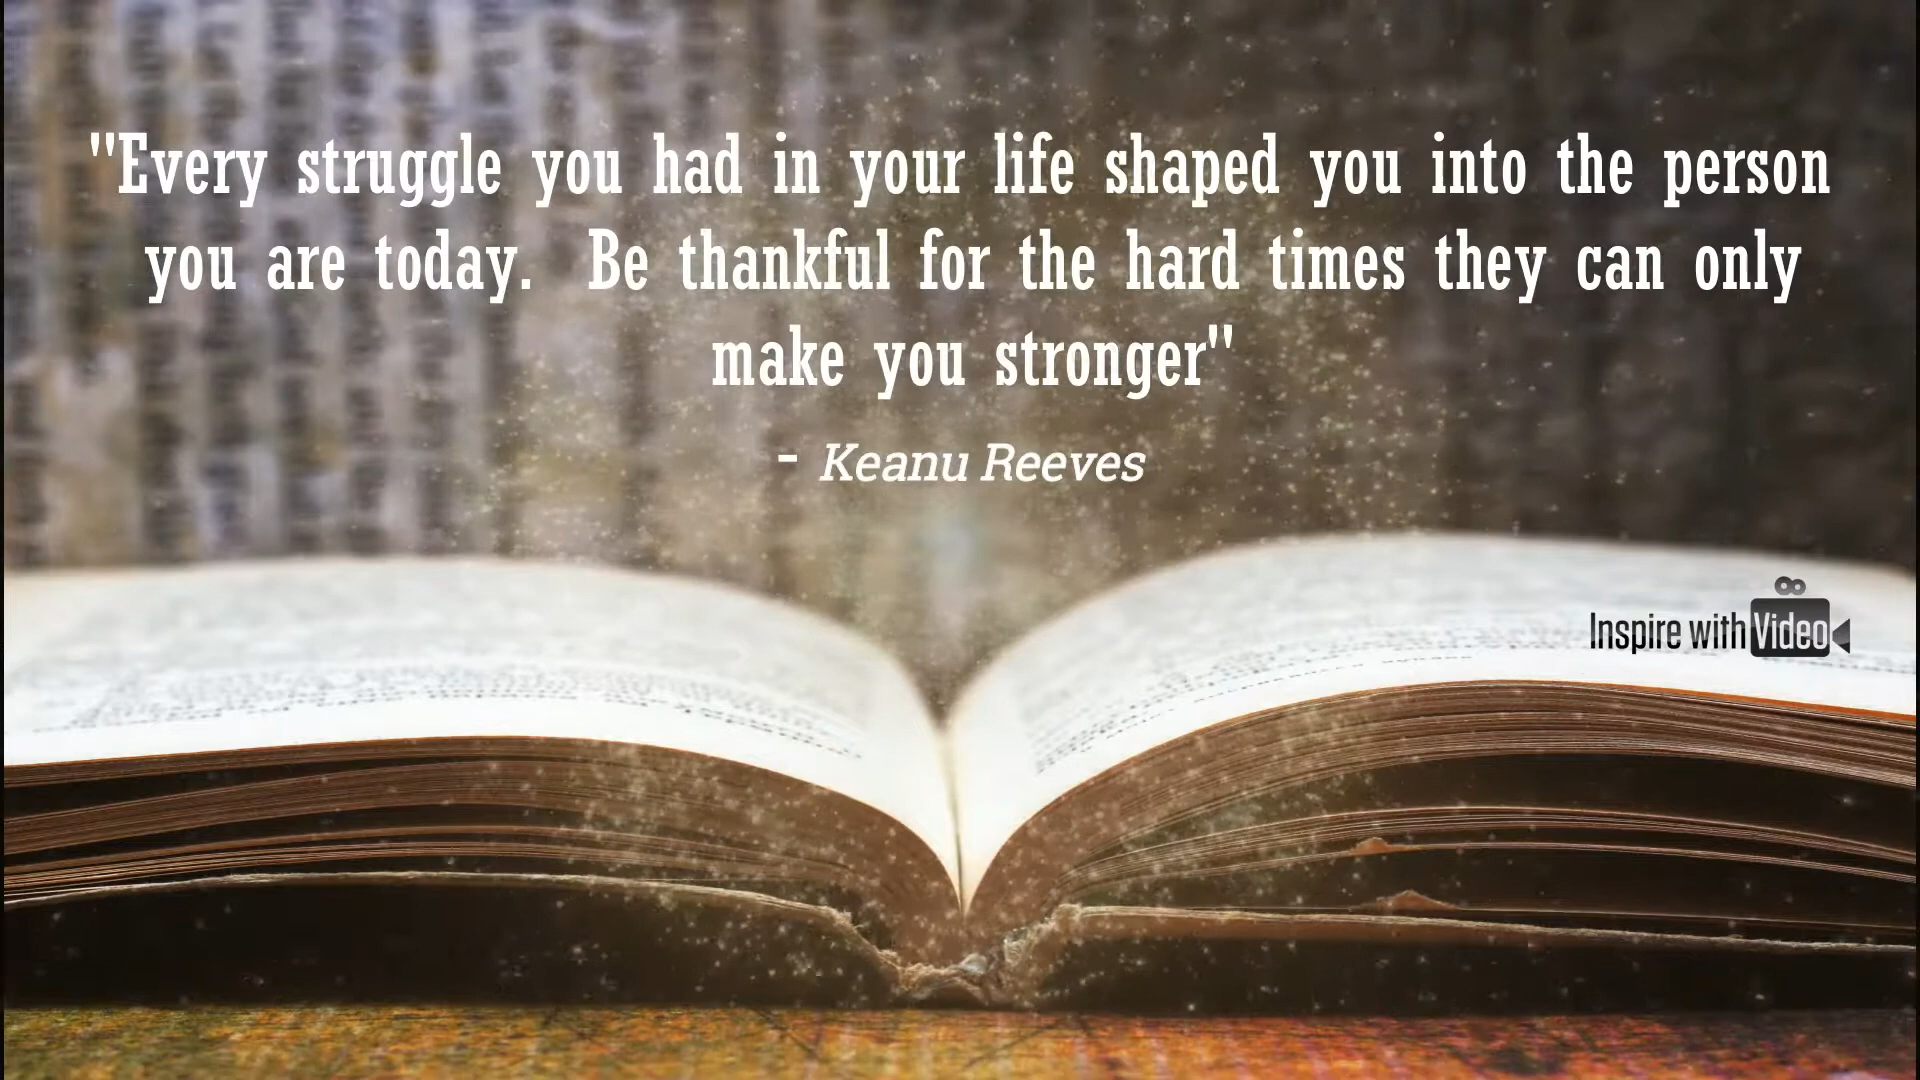 "Every struggle you had in your life shaped you into the person
you are today. Be thankful for the hard times they can only
make you stronger"
- Keanu Reeves
Inspire with Video